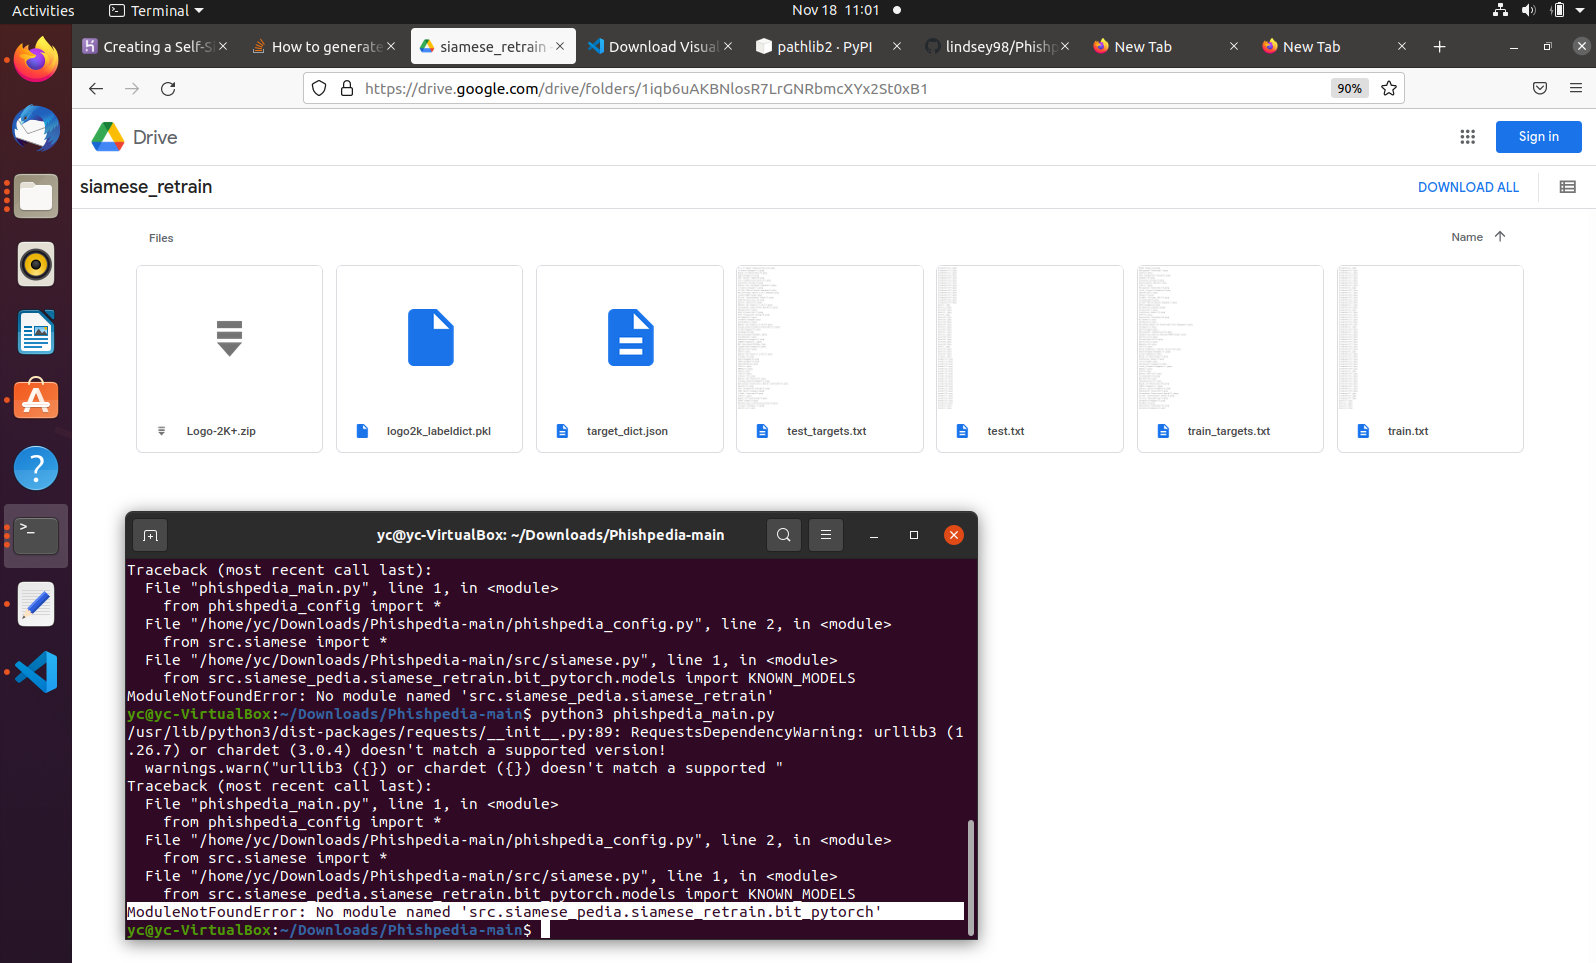 Activities
Terminal
Nov 18 11:01
Creating a Self-S
How to generate
siamese_retrain
Download Visual
pathlib2 · PyPI
lindsey98/Phishp
New Tab
New Tab
https://drive.google.com/drive/folders/1iqb6uAKBNlosR7LrGNRbmcXYx2St0xB1
90%
Drive
Sign in
siamese_retrain
DOWNLOAD ALL
Files
Name
Logo-2K+.zip
logo2k_labeldict.pkl
target_dict.json
test_targets.txt
test.txt
train_targets.txt
train.txt
yc@yc-VirtualBox: ~/Downloads/Phishpedia-main
Traceback (most recent call last):
  File "phishpedia_main.py", line 1, in <module>
    from phishpedia_config import *
  File "/home/yc/Downloads/Phishpedia-main/phishpedia_config.py", line 2, in <module>
    from src.siamese import *
  File "/home/yc/Downloads/Phishpedia-main/src/siamese.py", line 1, in <module>
    from src.siamese_pedia.siamese_retrain.bit_pytorch.models import KNOWN_MODELS
ModuleNotFoundError: No module named 'src.siamese_pedia.siamese_retrain'
yc@yc-VirtualBox:~/Downloads/Phishpedia-main$ python3 phishpedia_main.py
/usr/lib/python3/dist-packages/requests/__init__.py:89: RequestsDependencyWarning: urllib3 (1
.26.7) or chardet (3.0.4) doesn't match a supported version!
  warnings.warn("urllib3 ({}) or chardet ({}) doesn't match a supported "
Traceback (most recent call last):
  File "phishpedia_main.py", line 1, in <module>
    from phishpedia_config import *
  File "/home/yc/Downloads/Phishpedia-main/phishpedia_config.py", line 2, in <module>
    from src.siamese import *
  File "/home/yc/Downloads/Phishpedia-main/src/siamese.py", line 1, in <module>
    from src.siamese_pedia.siamese_retrain.bit_pytorch.models import KNOWN_MODELS
ModuleNotFoundError: No module named 'src.siamese_pedia.siamese_retrain.bit_pytorch'
yc@yc-VirtualBox:~/Downloads/Phishpedia-main$